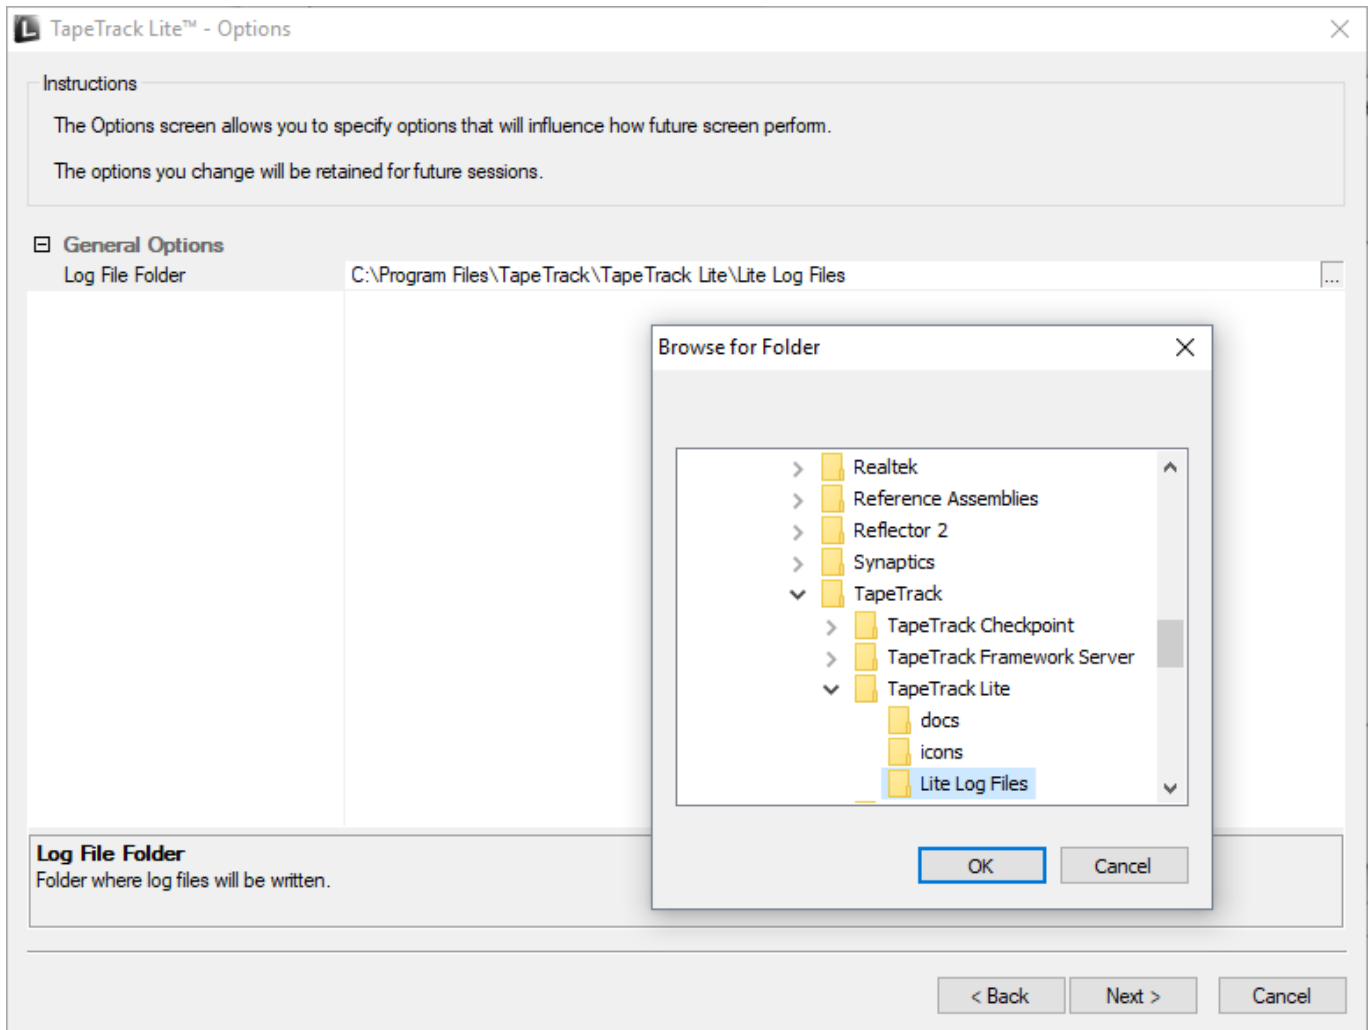 TapeTrack Lite™ - Options
Instructions
The Options screen allows you to specify options that will influence how future screen perform.
The options you change will be retained for future sessions.
General Options
Log File Folder
C:\Program Files\TapeTrack\TapeTrack Lite\Lite Log Files
...
Browse for Folder
Realtek
Reference Assemblies
Reflector 2
Synaptics
TapeTrack
TapeTrack Checkpoint
TapeTrack Framework Server
TapeTrack Lite
docs
icons
Lite Log Files
OK
Cancel
Log File Folder
Folder where log files will be written.
< Back
Next >
Cancel